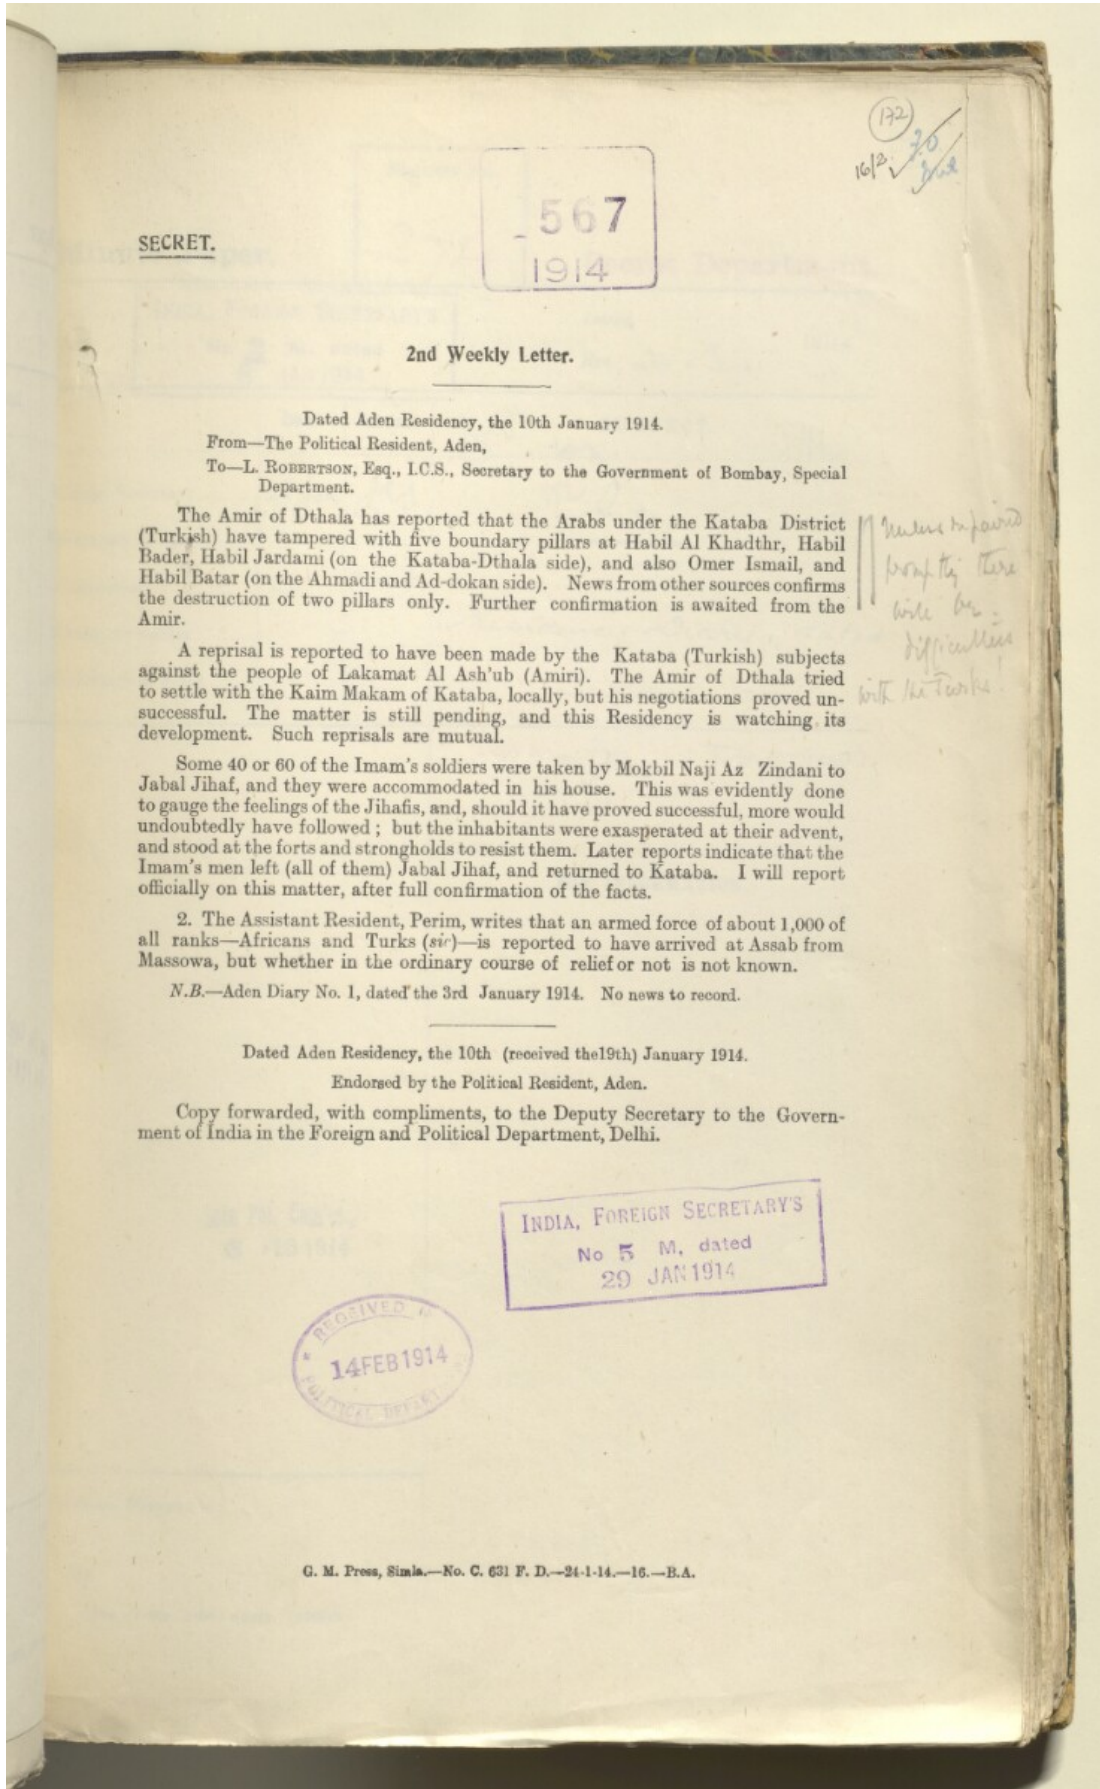 172
16/2
567
1914
SECRET.
2nd Weekly Letter.
Dated Aden Residency, the 10th January 1914.
From—The Political Resident, Aden,
To—L. ROBERTSON, Esq., I.C.S., Secretary to the Government of Bombay, Special
Department.
The Amir of Dthala has reported that the Arabs under the Kataba District
(Turkish) have tampered with five boundary pillars at Habil Al Khadthr, Habil
Bader, Habil Jardami (on the Kataba-Dthala side), and also Omer Ismail, and
Habil Batar (on the Ahmadi and Ad-dokan side). News from other sources confirms
the destruction of two pillars only. Further confirmation is awaited from the
Amir.
Unless repaired
promptly there
will be
difficulties
with the Turks!
A reprisal is reported to have been made by the Kataba (Turkish) subjects
against the people of Lakamat Al Ash'ub (Amiri). The Amir of Dthala tried
to settle with the Kaim Makam of Kataba, locally, but his negotiations proved un-
successful. The matter is still pending, and this Residency is watching its
development. Such reprisals are mutual.
Some 40 or 60 of the Imam's soldiers were taken by Mokbil Naji Az Zindani to
Jabal Jihaf, and they were accommodated in his house. This was evidently done
to gauge the feelings of the Jihafis, and, should it have proved successful, more would
undoubtedly have followed ; but the inhabitants were exasperated at their advent,
and stood at the forts and strongholds to resist them. Later reports indicate that the
Imam's men left (all of them) Jabal Jihaf, and returned to Kataba. I will report
officially on this matter, after full confirmation of the facts.
2. The Assistant Resident, Perim, writes that an armed force of about 1,000 of
all ranks—Africans and Turks (sic)—is reported to have arrived at Assab from
Massowa, but whether in the ordinary course of relief or not is not known.
N.B.—Aden Diary No. 1, dated the 3rd January 1914. No news to record.
Dated Aden Residency, the 10th (received the19th) January 1914.
Endorsed by the Political Resident, Aden.
Copy forwarded, with compliments, to the Deputy Secretary to the Govern-
ment of India in the Foreign and Political Department, Delhi.
INDIA, FOREIGN SECRETARY'S
No 5 M, dated
29 JAN 1914
RECEIVED
14 FEB 1914
POLITICAL DEPART
G. M. Press, Simla.—No. C. 631 F. D.—24-1-14.—16.—B.A.